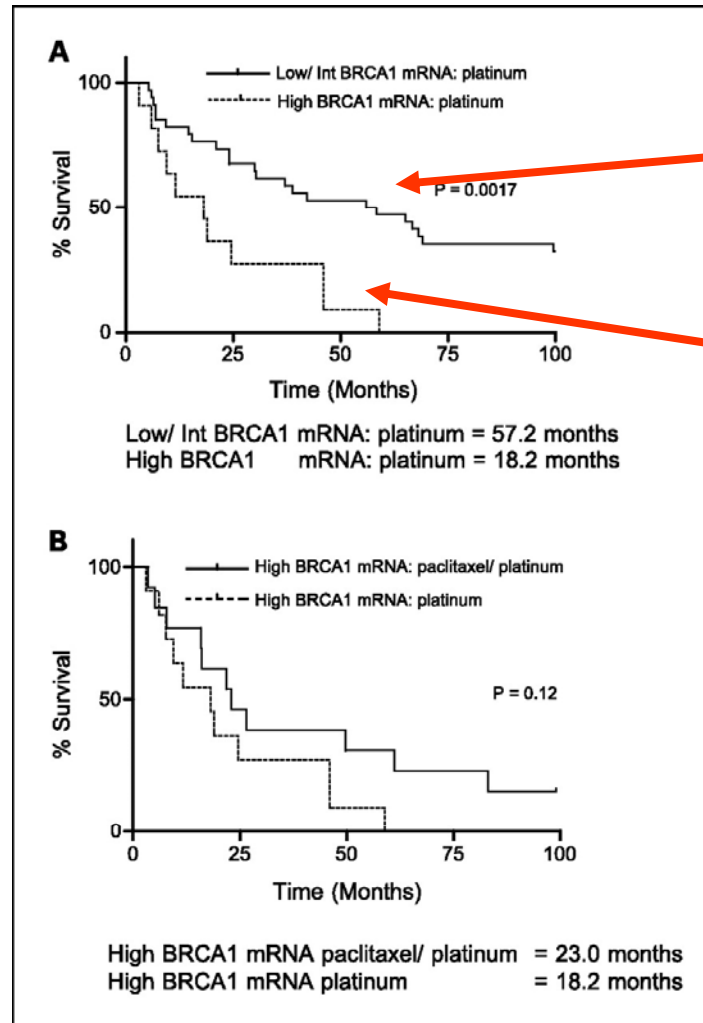 A
Low/ Int BRCA1 mRNA: platinum
High BRCA1 mRNA: platinum
P = 0.0017
% Survival
100
50
0
0 25 50 75 100
Time (Months)
Low/ Int BRCA1 mRNA: platinum = 57.2 months
High BRCA1 mRNA: platinum = 18.2 months
B
High BRCA1 mRNA: paclitaxel/ platinum
High BRCA1 mRNA: platinum
P = 0.12
% Survival
100
50
0
0 25 50 75 100
Time (Months)
High BRCA1 mRNA paclitaxel/ platinum = 23.0 months
High BRCA1 mRNA platinum = 18.2 months